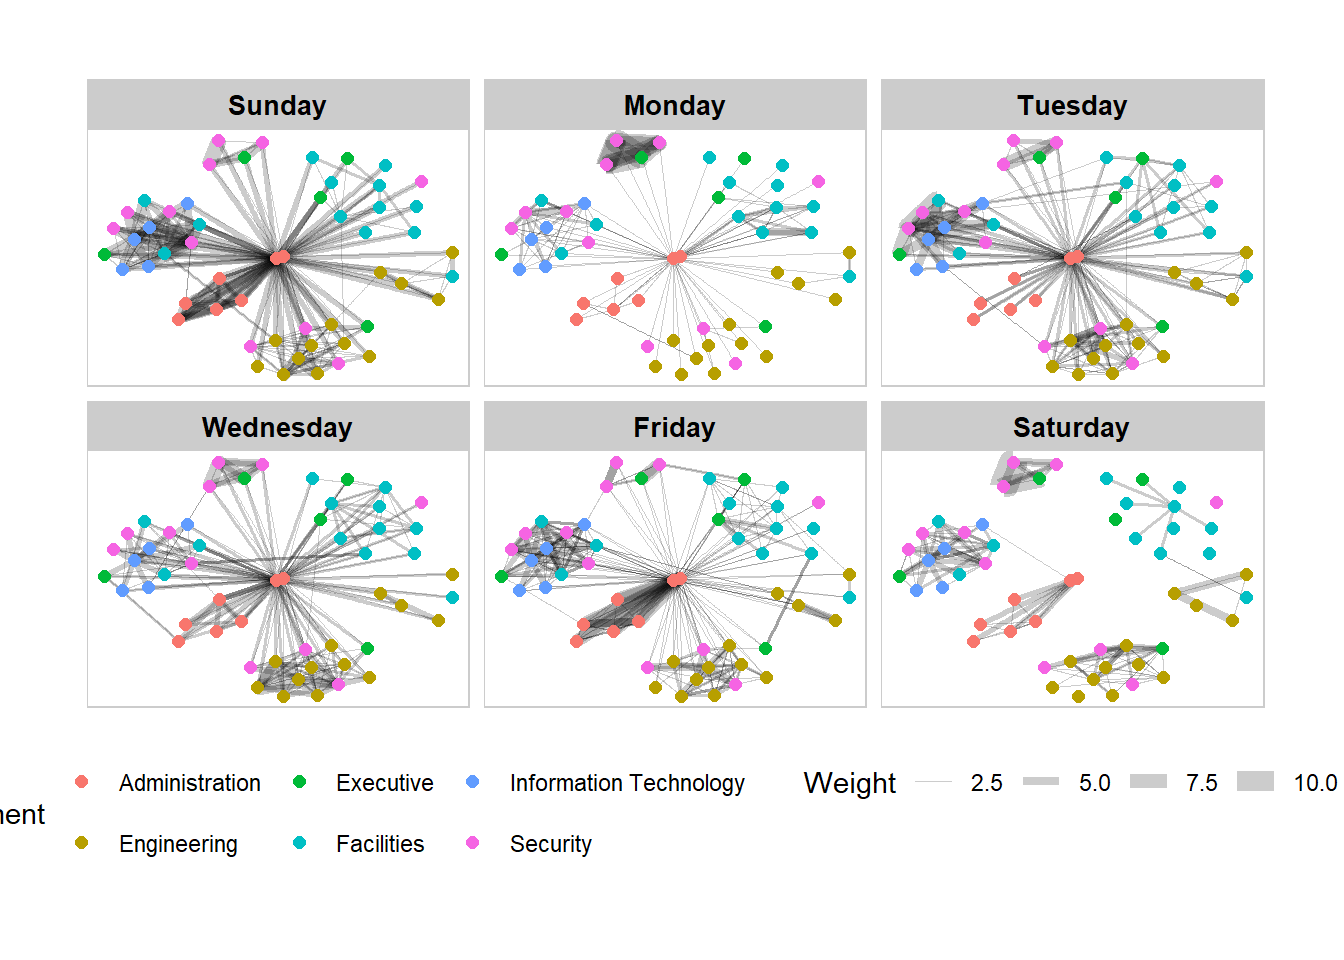 Sunday Monday Tuesday
Wednesday Friday Saturday
Administration Executive Information Technology Weight 2.5 5.0 7.5 10.0
ment
Engineering Facilities Security